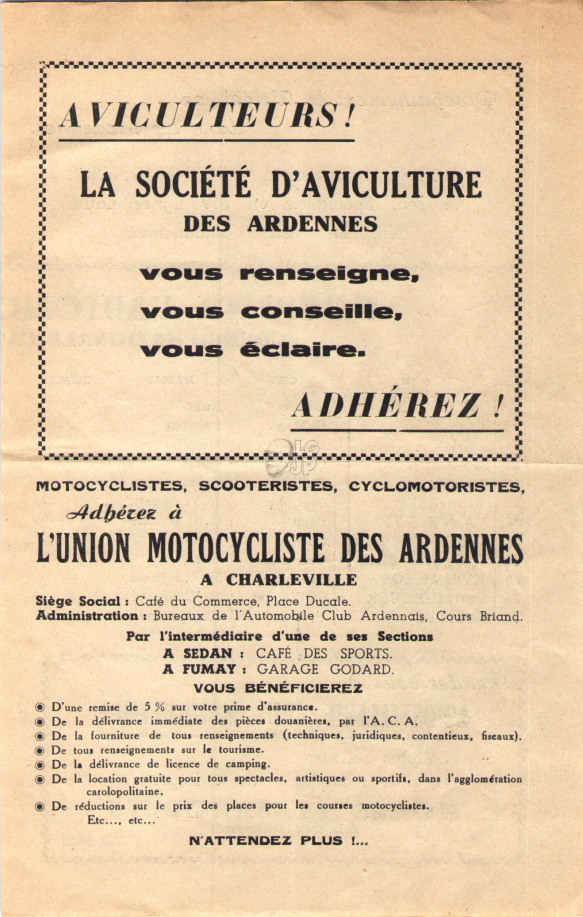 AVICULTEURS !
LA SOCIÉTÉ D'AVICULTURE
DES ARDENNES
vous renseigne,
vous conseille,
vous éclaire.
ADHÉREZ !
MOTOCYCLISTES, SCOOTERISTES, CYCLOMOTORISTES,
Adhérez à
L'UNION MOTOCYCLISTE DES ARDENNES
A CHARLEVILLE
Siège Social : Café du Commerce, Place Ducale.
Administration : Bureaux de l'Automobile Club Ardennais, Cours Briand.
Par l'intermédiaire d'une de ses Sections
A SEDAN : CAFÉ DES SPORTS.
A FUMAY : GARAGE GODARD.
VOUS BÉNÉFICIEREZ
◉ D'une remise de 5 % sur votre prime d'assurance.
◉ De la délivrance immédiate des pièces douanières, par l'A. C. A.
◉ De la fourniture de tous renseignements (techniques, juridiques, contentieux, fiscaux).
◉ De tous renseignements sur le tourisme.
◉ De la délivrance de licence de camping.
◉ De la location gratuite pour tous spectacles, artistiques ou sportifs, dans l'agglomération
carolopolitaine.
◉ De réductions sur le prix des places pour les courses motocyclistes.
Etc..., etc...
N'ATTENDEZ PLUS !...